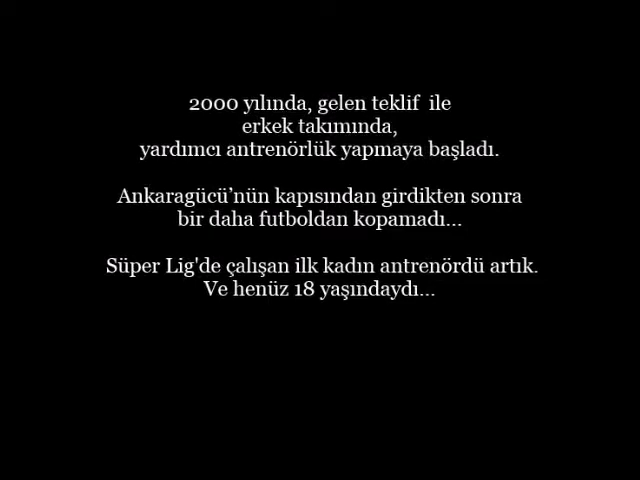 2000 yılında, gelen teklif  ile
erkek takımında,
yardımcı antrenörlük yapmaya başladı.
Ankaragücü’nün kapısından girdikten sonra
bir daha futboldan kopamadı...
Süper Lig'de çalışan ilk kadın antrenördü artık.
Ve henüz 18 yaşındaydı...